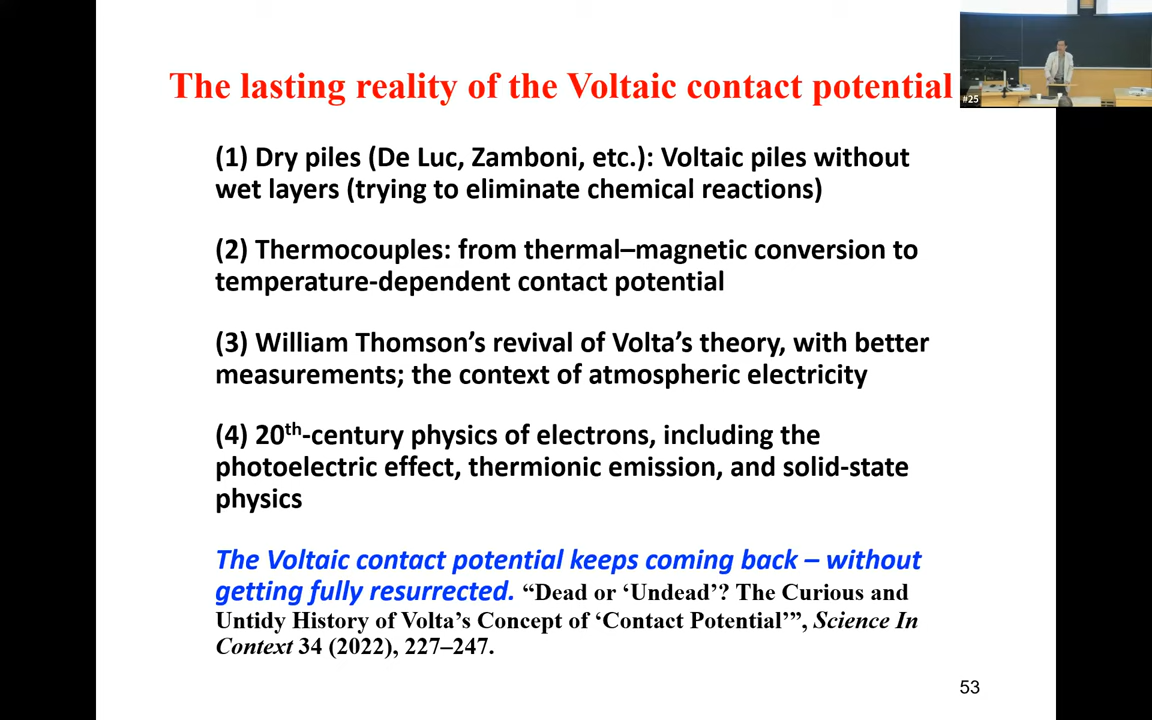 The lasting reality of the Voltaic contact potential
#25
(1) Dry piles (De Luc, Zamboni, etc.): Voltaic piles without
wet layers (trying to eliminate chemical reactions)
(2) Thermocouples: from thermal–magnetic conversion to
temperature-dependent contact potential
(3) William Thomson’s revival of Volta’s theory, with better
measurements; the context of atmospheric electricity
(4) 20th-century physics of electrons, including the
photoelectric effect, thermionic emission, and solid-state
physics
The Voltaic contact potential keeps coming back – without
getting fully resurrected. “Dead or ‘Undead’? The Curious and
Untidy History of Volta’s Concept of ‘Contact Potential’”, Science In
Context 34 (2022), 227–247.
53